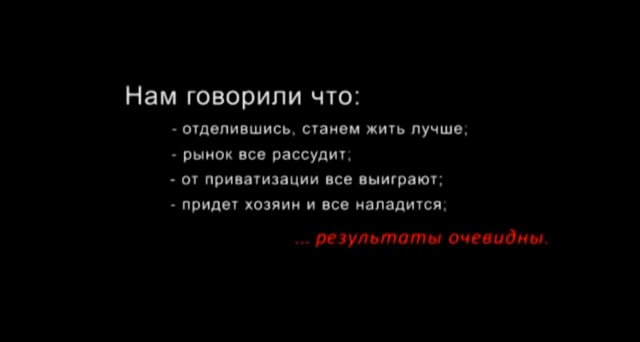 Нам говорили что:
- отделившись, станем жить лучше;
- рынок все рассудит;
- от приватизации все выиграют;
- придет хозяин и все наладится;
... результаты очевидны.